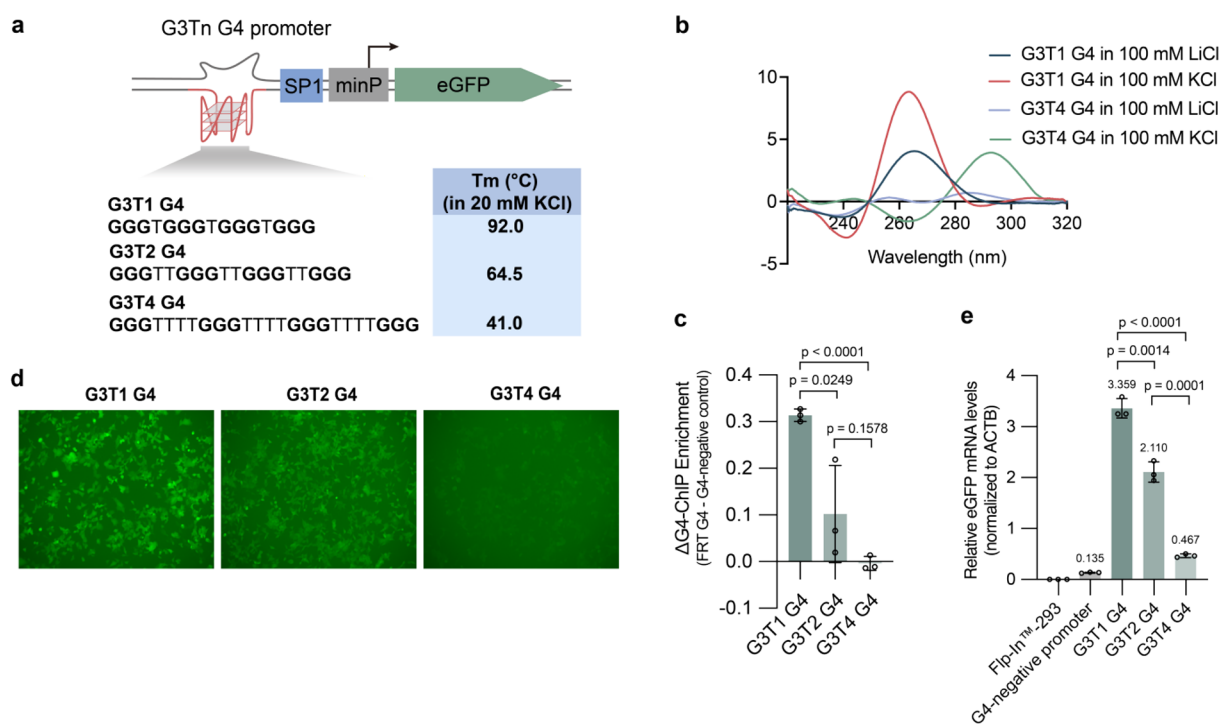 a
G3Tn G4 promoter
SP1 minP eGFP
Tm (°C)
(in 20 mM KCl)
G3T1 G4
GGGTGGGTGGGTGGG 92.0
G3T2 G4
GGGTTGGGTTGGGTTGGG 64.5
G3T4 G4
GGGTTTTGGGTTTTGGGTTTTGGG 41.0
b
G3T1 G4 in 100 mM LiCl
G3T1 G4 in 100 mM KCl
G3T4 G4 in 100 mM LiCl
G3T4 G4 in 100 mM KCl
10
5
0
-5
240 260 280 300 320
Wavelength (nm)
c
p < 0.0001
p = 0.0249
p = 0.1578
ΔG4-ChIP Enrichment
(FRT G4 - G4-negative control)
0.4
0.3
0.2
0.1
0.0
-0.1
G3T1 G4
G3T2 G4
G3T4 G4
d
G3T1 G4 G3T2 G4 G3T4 G4
e
p < 0.0001
p = 0.0014
p = 0.0001
Relative eGFP mRNA levels
(normalized to ACTB)
4
3
2
1
0
0.135
3.359
2.110
0.467
Flp-In™-293
G4-negative promoter
G3T1 G4
G3T2 G4
G3T4 G4